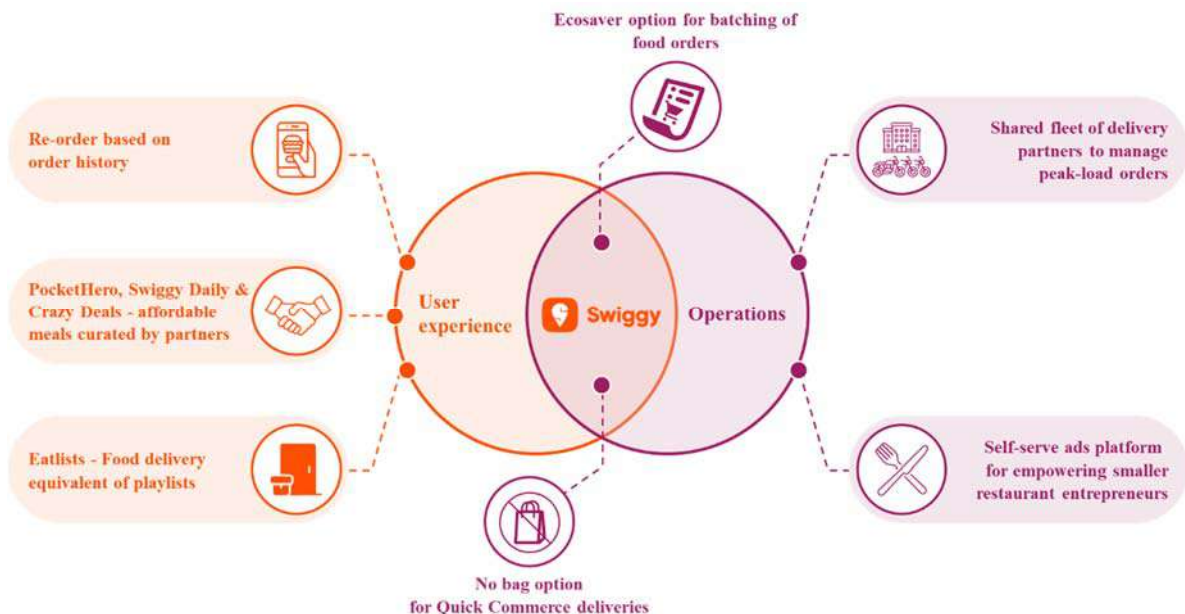 Ecosaver option for batching of
food orders
Re-order based on
order history
Shared fleet of delivery
partners to manage
peak-load orders
PocketHero, Swiggy Daily &
Crazy Deals - affordable
meals curated by partners
User
experience
Swiggy
Operations
Eatlists - Food delivery
equivalent of playlists
Self-serve ads platform
for empowering smaller
restaurant entrepreneurs
No bag option
for Quick Commerce deliveries